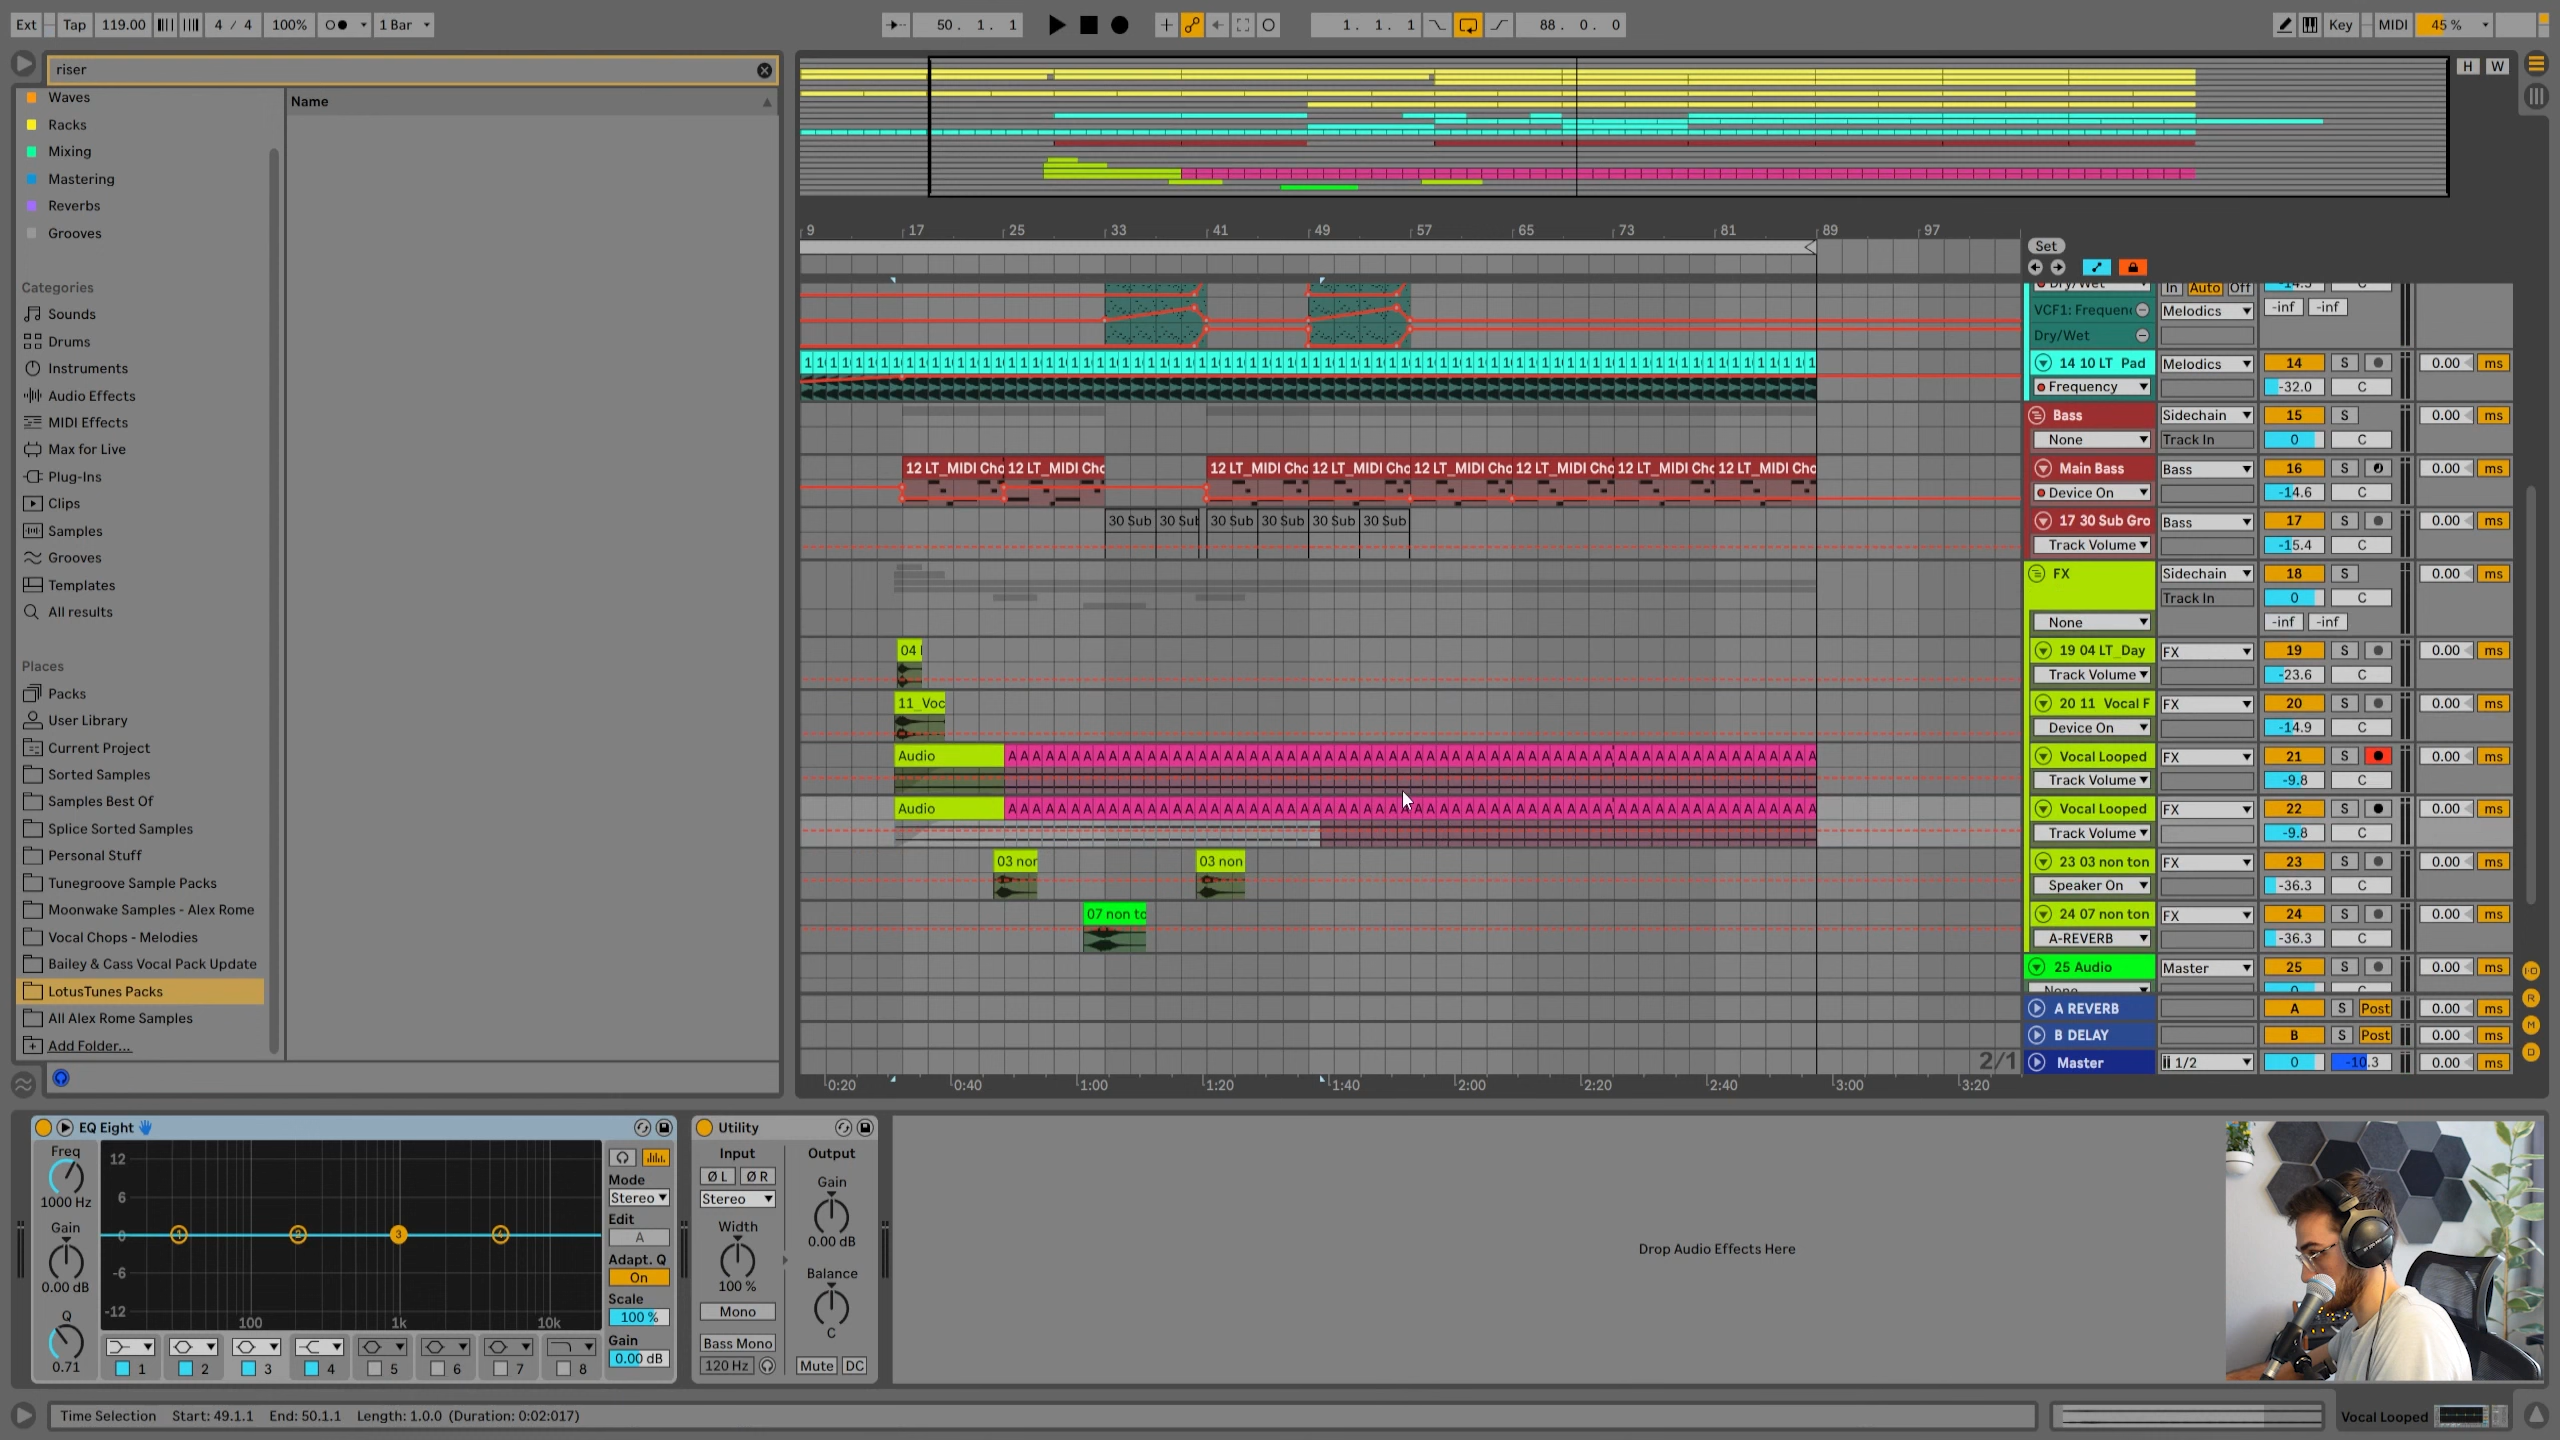 Ext Tap 119.00 4 / 4 100% 1 Bar 50. 1. 1 1. 1. 1 88. 0. 0 Key MIDI 45 %
riser
H W
Waves
Name
Racks
Mixing
Mastering
Reverbs
Grooves
Categories
Sounds
Drums
Instruments
Audio Effects
MIDI Effects
Max for Live
Plug-Ins
Clips
Samples
Grooves
Templates
All results
Places
Packs
User Library
Current Project
Sorted Samples
Samples Best Of
Splice Sorted Samples
Personal Stuff
Tunegroove Sample Packs
Moonwake Samples - Alex Rome
Vocal Chops - Melodies
Bailey & Cass Vocal Pack Update
LotusTunes Packs
All Alex Rome Samples
Add Folder...
9 17 25 33 41 49 57 65 73 81 89 97
Set
Dry/Wet In Auto Off -14.3 C
VCF1: Frequen Melodics -inf -inf
Dry/Wet
14 10 LT Pad Melodics 14 S 0.00 ms
Frequency -32.0 C
Bass Sidechain 15 S 0.00 ms
None Track In 0 C
12 LT_MIDI Cho 12 LT_MIDI Cho 12 LT_MIDI Cho 12 LT_MIDI Cho 12 LT_MIDI Cho 12 LT_MIDI Cho 12 LT_MIDI Cho 12 LT_MIDI Cho
Main Bass Bass 16 S 0.00 ms
Device On -14.6 C
30 Sub 30 Sub 30 Sub 30 Sub 30 Sub 30 Sub
17 30 Sub Gro Bass 17 S 0.00 ms
Track Volume -15.4 C
FX Sidechain 18 S 0.00 ms
Track In 0 C
None -inf -inf
04
19 04 LT_Day FX 19 S 0.00 ms
Track Volume -23.6 C
11_Voc
20 11 Vocal F FX 20 S 0.00 ms
Device On -14.9 C
Audio A A A A A A A A A A A A A A A A A A A A A A A A A A A A A A A A A A A A A A A A A A A A A A A A A A A A A A A A A A A A A A A A
Vocal Looped FX 21 S 0.00 ms
Track Volume -9.8 C
Audio A A A A A A A A A A A A A A A A A A A A A A A A A A A A A A A A A A A A A A A A A A A A A A A A A A A A A A A A A A A A A A A A
Vocal Looped FX 22 S 0.00 ms
Track Volume -9.8 C
03 nor 03 non
23 03 non ton FX 23 S 0.00 ms
Speaker On -36.3 C
07 non to
24 07 non ton FX 24 S 0.00 ms
A-REVERB -36.3 C
25 Audio Master 25 S 0.00 ms
None 0 C
A REVERB A S Post 0.00 ms
B DELAY B S Post 0.00 ms
2/1 Master 1/2 0 -10.3 0.00 ms
0:20 0:40 1:00 1:20 1:40 2:00 2:20 2:40 3:00 3:20
I-O
R
M
D
EQ Eight
Freq
1000 Hz
Gain
0.00 dB
Q
0.71
12
6
0
-6
-12
100 1k 10k
1 2 3 4
1 2 3 4 5 6 7 8
Mode
Stereo
Edit
A
Adapt. Q
On
Scale
100 %
Gain
0.00 dB
Utility
Input Output
Ø L Ø R Gain
Stereo
Width 0.00 dB
100 % Balance
Mono
Bass Mono C
120 Hz Mute DC
Drop Audio Effects Here
Time Selection Start: 49.1.1 End: 50.1.1 Length: 1.0.0 (Duration: 0:02:017)
Vocal Looped